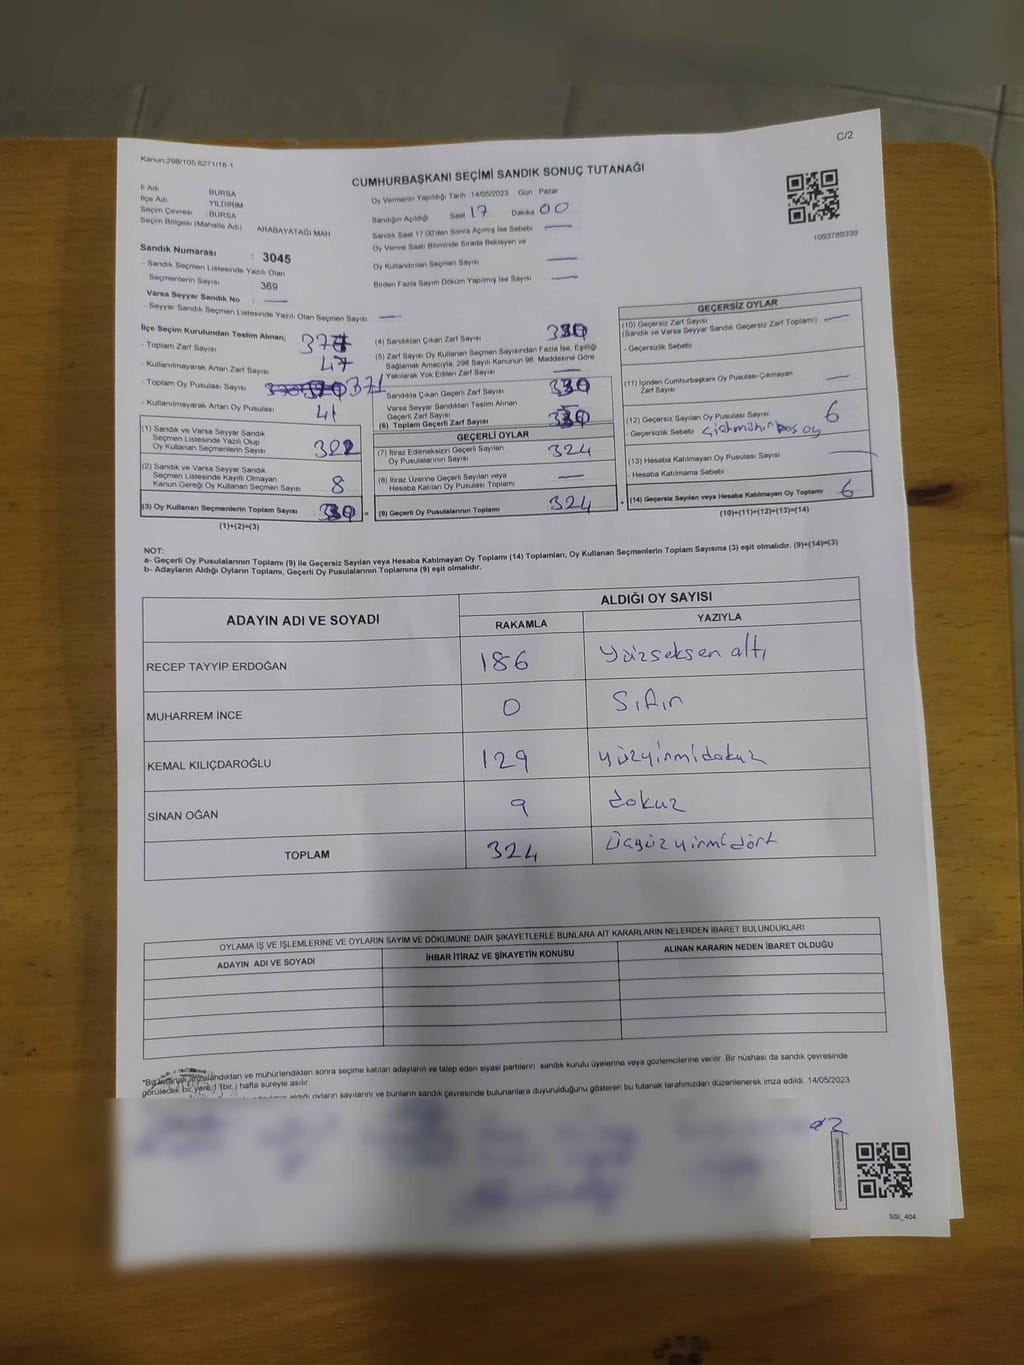 C/2
Kanun;298/105,6271/18-1
CUMHURBAŞKANI SEÇİMİ SANDIK SONUÇ TUTANAĞI
İl Adı BURSA
İlçe Adı YILDIRIM
Seçim Çevresi : BURSA
Seçim Bölgesi (Mahalle Adı) ARABAYATAĞI MAH.
Oy Vermenin Yapıldığı Tarih 14/05/2023 Gün Pazar
Sandığın Açıldığı Saat 17 Dakika 00
Sandık Saat 17:00'den Sonra Açılmış İse Sebebi —
Oy Verme Saati Bitiminde Sırada Bekleyen ve
Oy Kullandırılan Seçmen Sayısı —
Birden Fazla Sayım Döküm Yapılmış İse Sayısı —
1093789339
Sandık Numarası : 3045
- Sandık Seçmen Listesinde Yazılı Olan
Seçmenlerin Sayısı : 369
Varsa Seyyar Sandık No : —
- Seyyar Sandık Seçmen Listesinde Yazılı Olan Seçmen Sayısı —
İlçe Seçim Kurulundan Teslim Alınan;
- Toplam Zarf Sayısı 377
- Kullanılmayarak Artan Zarf Sayısı 47
- Toplam Oy Pusulası Sayısı 371
- Kullanılmayarak Artan Oy Pusulası 41
(1) Sandık ve Varsa Seyyar Sandık
Seçmen Listesinde Yazılı Olup
Oy Kullanan Seçmenlerin Sayısı 322
(2) Sandık ve Varsa Seyyar Sandık
Seçmen Listesinde Kayıtlı Olmayan
Kanun Gereği Oy Kullanan Seçmen Sayısı 8
(3) Oy Kullanan Seçmenlerin Toplam Sayısı 330 =
(1)+(2)=(3)
(4) Sandıktan Çıkan Zarf Sayısı 330
(5) Zarf Sayısı Oy Kullanan Seçmen Sayısından Fazla İse, Eşitliği
Sağlamak Amacıyla, 298 Sayılı Kanunun 98. Maddesine Göre
Yakılarak Yok Edilen Zarf Sayısı —
Sandıkta Çıkan Geçerli Zarf Sayısı 330
Varsa Seyyar Sandıktan Teslim Alınan
Geçerli Zarf Sayısı
(6) Toplam Geçerli Zarf Sayısı 330
GEÇERLİ OYLAR
(7) İtiraz Edilmeksizin Geçerli Sayılan
Oy Pusulalarının Sayısı 324
(8) İtiraz Üzerine Geçerli Sayılan veya
Hesaba Katılan Oy Pusulası Toplamı —
(9) Geçerli Oy Pusulalarının Toplamı 324 +
GEÇERSİZ OYLAR
(10) Geçersiz Zarf Sayısı
(Sandık ve Varsa Seyyar Sandık Geçersiz Zarf Toplamı) —
- Geçersizlik Sebebi
(11) İçinden Cumhurbaşkanı Oy Pusulası Çıkmayan
Zarf Sayısı —
(12) Geçersiz Sayılan Oy Pusulası Sayısı 6
- Geçersizlik Sebebi boş oy
(13) Hesaba Katılmayan Oy Pusulası Sayısı —
- Hesaba Katılmama Sebebi
(14) Geçersiz Sayılan veya Hesaba Katılmayan Oy Toplamı 6
(10)+(11)+(12)+(13)=(14)
NOT:
a- Geçerli Oy Pusulalarının Toplamı (9) ile Geçersiz Sayılan veya Hesaba Katılmayan Oy Toplamı (14) Toplamları, Oy Kullanan Seçmenlerin Toplam Sayısına (3) eşit olmalıdır. (9)+(14)=(3)
b- Adayların Aldığı Oyların Toplamı, Geçerli Oy Pusulalarının Toplamına (9) eşit olmalıdır.
ADAYIN ADI VE SOYADI ALDIĞI OY SAYISI
RAKAMLA YAZIYLA
RECEP TAYYİP ERDOĞAN 186 Yüzseksen altı
MUHARREM İNCE 0 Sıfır
KEMAL KILIÇDAROĞLU 129 yüzyirmidokuz
SİNAN OĞAN 9 dokuz
TOPLAM 324 Üçyüzyirmidört
OYLAMA İŞ VE İŞLEMLERİNE VE OYLARIN SAYIM VE DÖKÜMÜNE DAİR ŞİKAYETLERLE BUNLARA AİT KARARLARIN NELERDEN İBARET BULUNDUKLARI
ADAYIN ADI VE SOYADI İHBAR İTİRAZ VE ŞİKAYETİN KONUSU ALINAN KARARIN NEDEN İBARET OLDUĞU
*Bu tutanak imzalandıktan ve mühürlendikten sonra seçime katılan adayların ve talep eden siyasi partilerin sandık kurulu üyelerine veya gözlemcilerine verilir. Bir nüshası da sandık çevresinde
görülecek bir yere 1 (bir) hafta süreyle asılır.
aldığı oyların sayılarını ve bunların sandık çevresinde bulunanlara duyurulduğunu gösteren bu tutanak tarafımızdan düzenlenerek imza edildi. 14/05/2023
SSİ_404